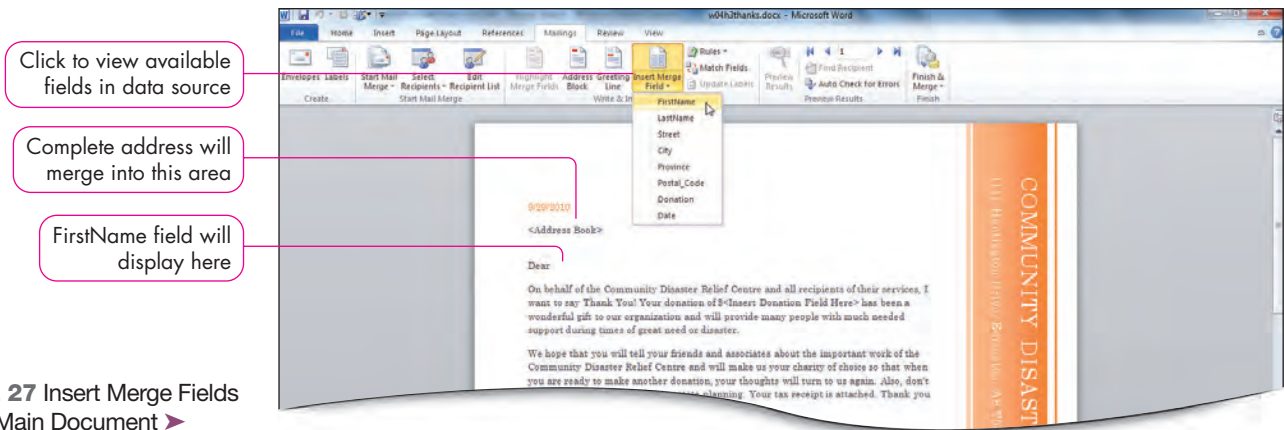 w04h3thanks.docx - Microsoft Word
File Home Insert Page Layout References Mailings Review View
Click to view available
fields in data source
Envelopes Labels
Start Mail
Merge
Select
Recipients
Edit
Recipient List
Highlight
Merge Fields
Address
Block
Greeting
Line
Insert Merge
Field
Rules
Match Fields
Update Labels
Preview
Results
1
Find Recipient
Auto Check for Errors
Finish &
Merge
Create
Start Mail Merge
Write & In
Preview Results
Finish
FirstName
LastName
Street
City
Province
Postal_Code
Donation
Date
Complete address will
merge into this area
FirstName field will
display here
9/29/2010
<Address Book>
Dear
On behalf of the Community Disaster Relief Centre and all recipients of their services, I
want to say Thank You! Your donation of $<Insert Donation Field Here> has been a
wonderful gift to our organization and will provide many people with much needed
support during times of great need or disaster.
We hope that you will tell your friends and associates about the important work of the
Community Disaster Relief Centre and will make us your charity of choice so that when
you are ready to make another donation, your thoughts will turn to us again. Also, don't
planning. Your tax receipt is attached. Thank you
COMMUNITY DISAST
27 Insert Merge Fields
Main Document ➤